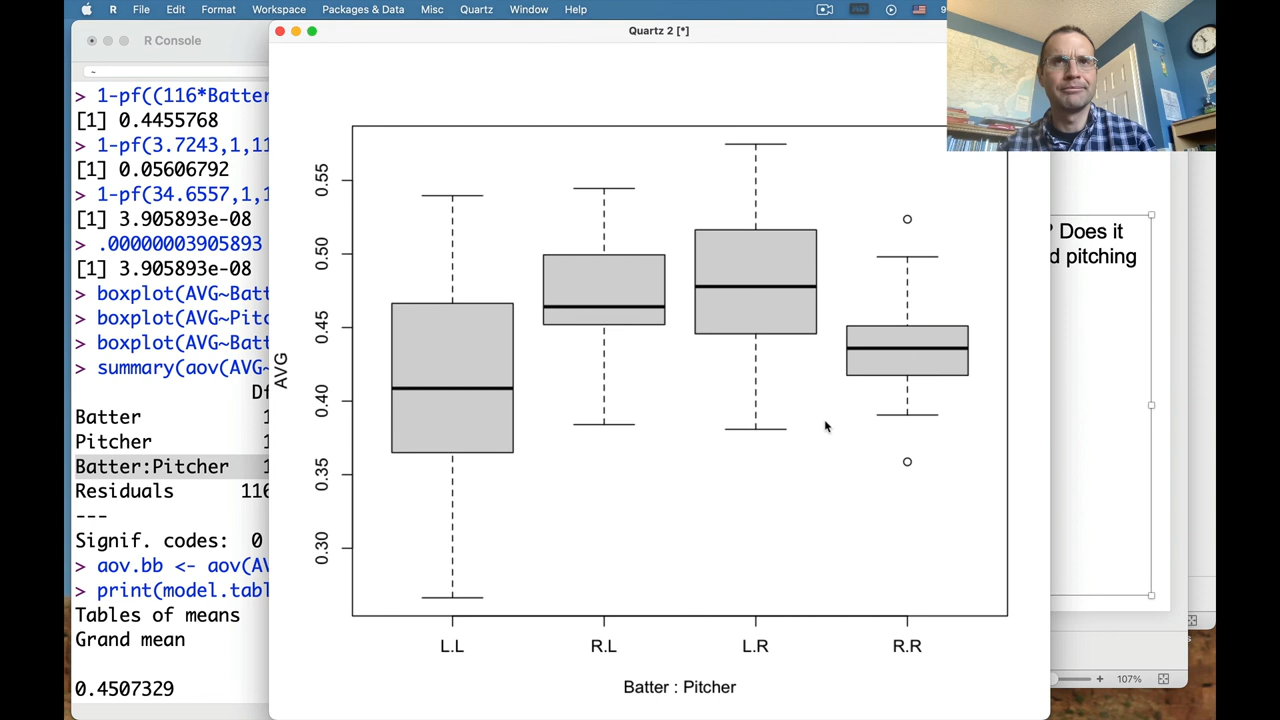 R File Edit Format Workspace Packages & Data Misc Quartz Window Help
R Console
Quartz 2 [*]
~
> 1-pf((116*Batter
[1] 0.4455768
> 1-pf(3.7243,1,11
[1] 0.05606792
> 1-pf(34.6557,1,1
[1] 3.905893e-08
> .00000003905893
[1] 3.905893e-08
> boxplot(AVG~Batt
> boxplot(AVG~Pitc
> boxplot(AVG~Batt
> summary(aov(AVG~
Df
Batter 1
Pitcher 1
Batter:Pitcher 1
Residuals 116
---
Signif. codes: 0
> aov.bb <- aov(AV
> print(model.tabl
Tables of means
Grand mean
0.4507329
AVG
0.55
0.50
0.45
0.40
0.35
0.30
L.L R.L L.R R.R
Batter : Pitcher
? Does it
d pitching
107%